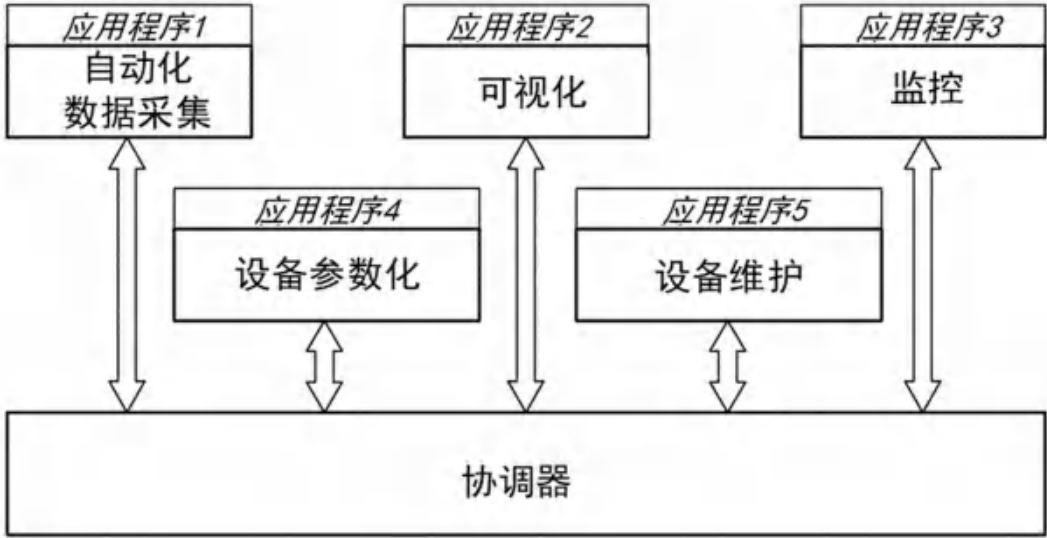 应用程序1
自动化
数据采集
应用程序2
可视化
应用程序3
监控
应用程序4
设备参数化
应用程序5
设备维护
协调器